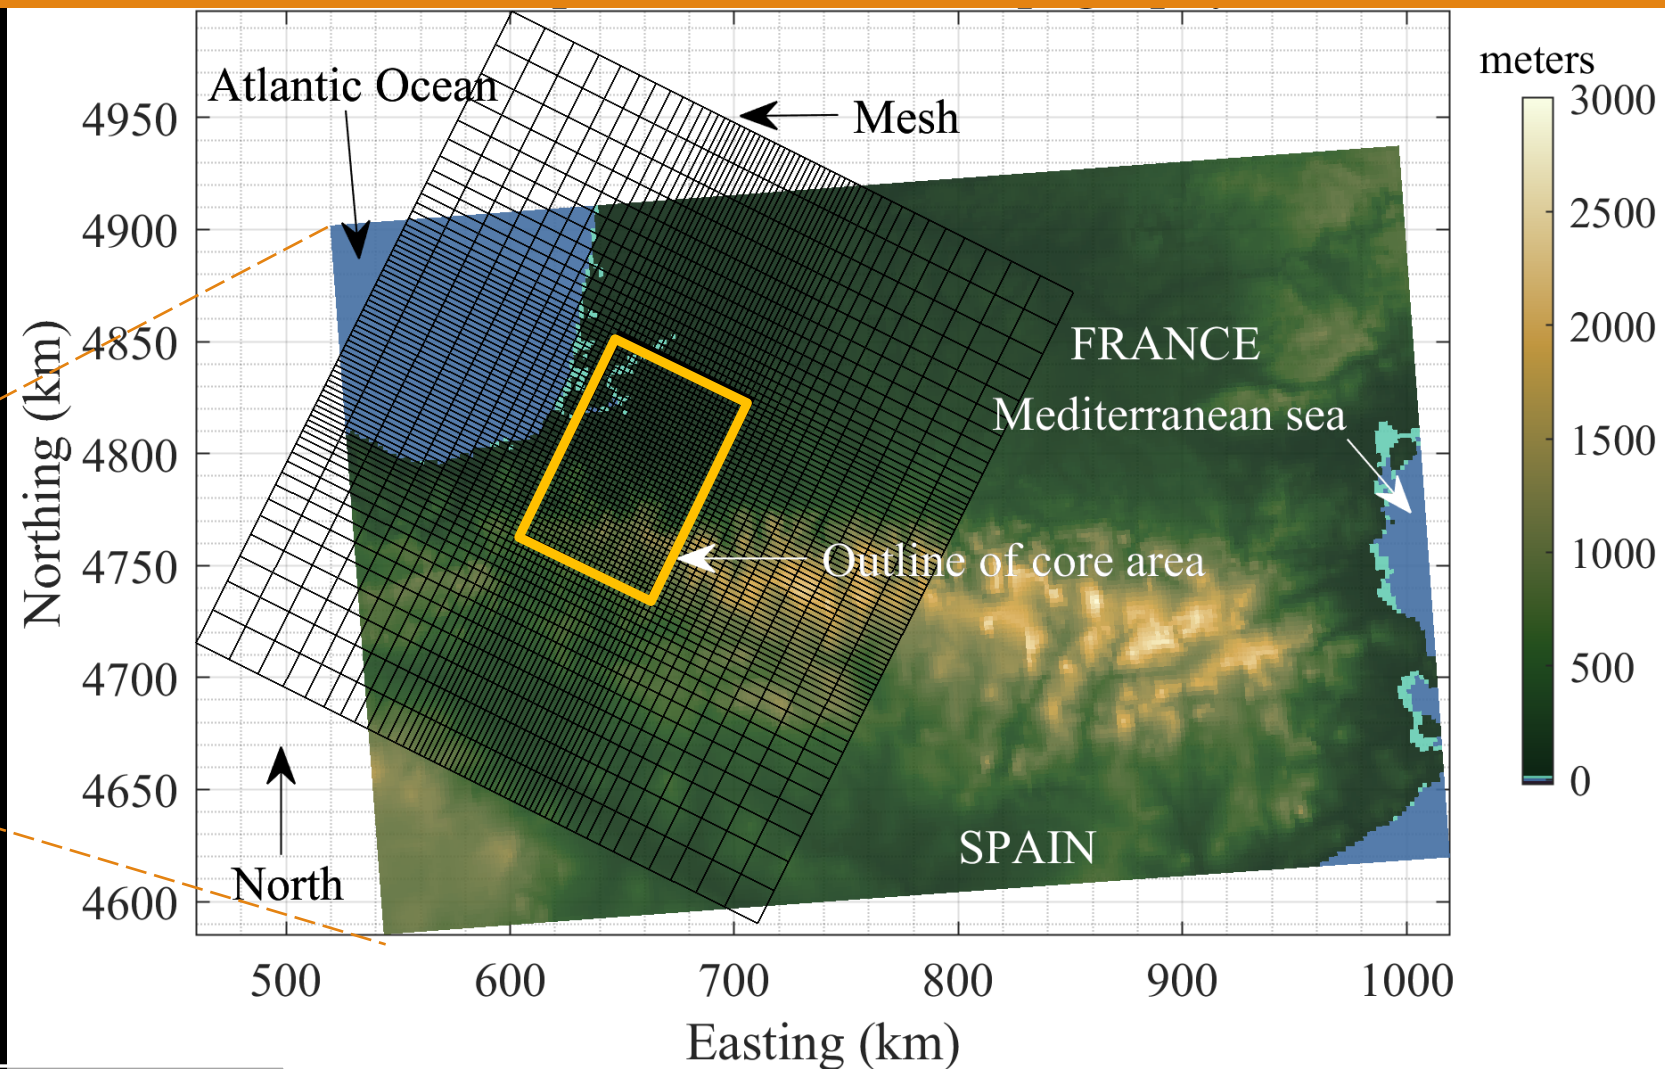 meters
Atlantic Ocean
Mesh
3000
4950
2500
4900
FRANCE
2000
4850
Mediterranean sea
1500
4800
Outline of core area
1000
4750
Northing (km)
500
4700
0
4650
SPAIN
North
4600
500 600 700 800 900 1000
Easting (km)